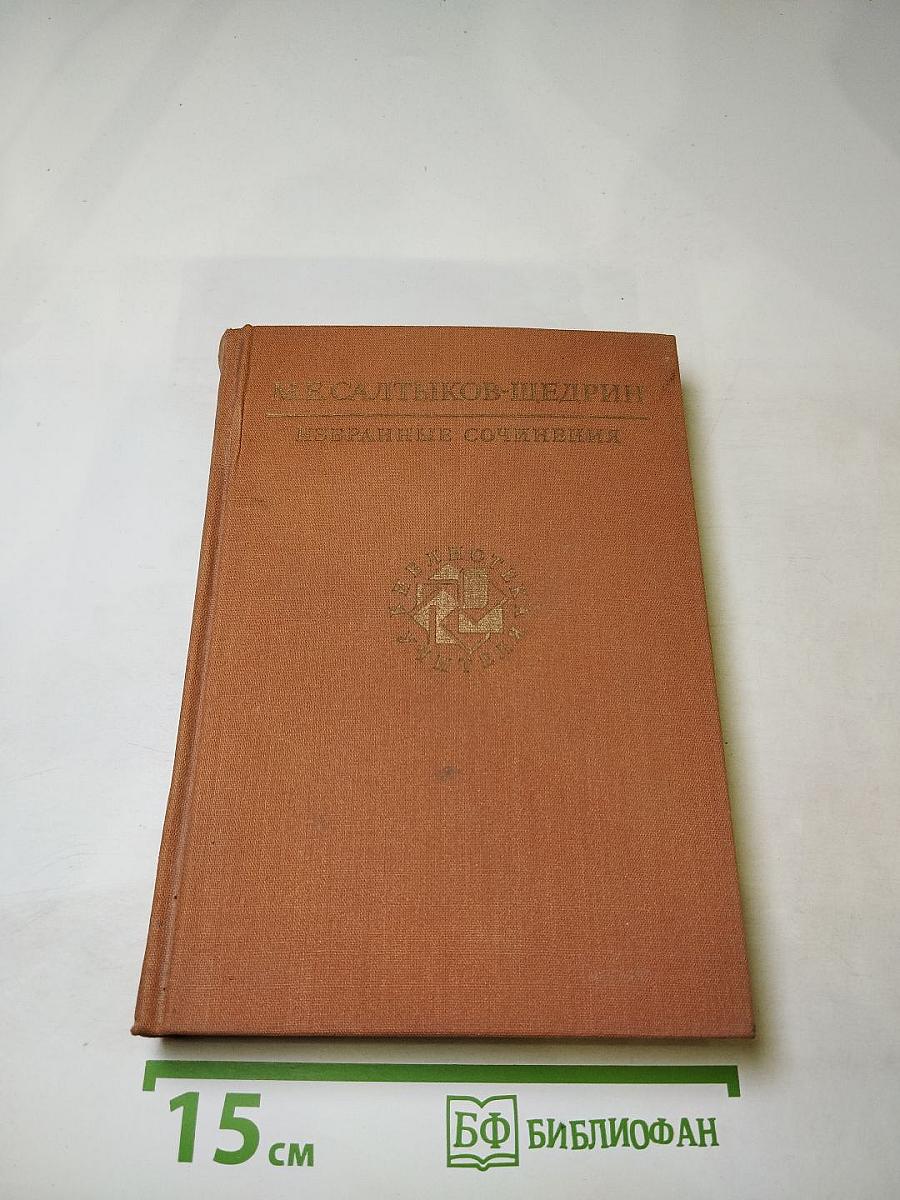 М. Е. САЛТЫКОВ-ЩЕДРИН
ИЗБРАННЫЕ СОЧИНЕНИЯ
БИБЛИОТЕКА УЧИТЕЛЯ
15 см
БФ БИБЛИОФАН